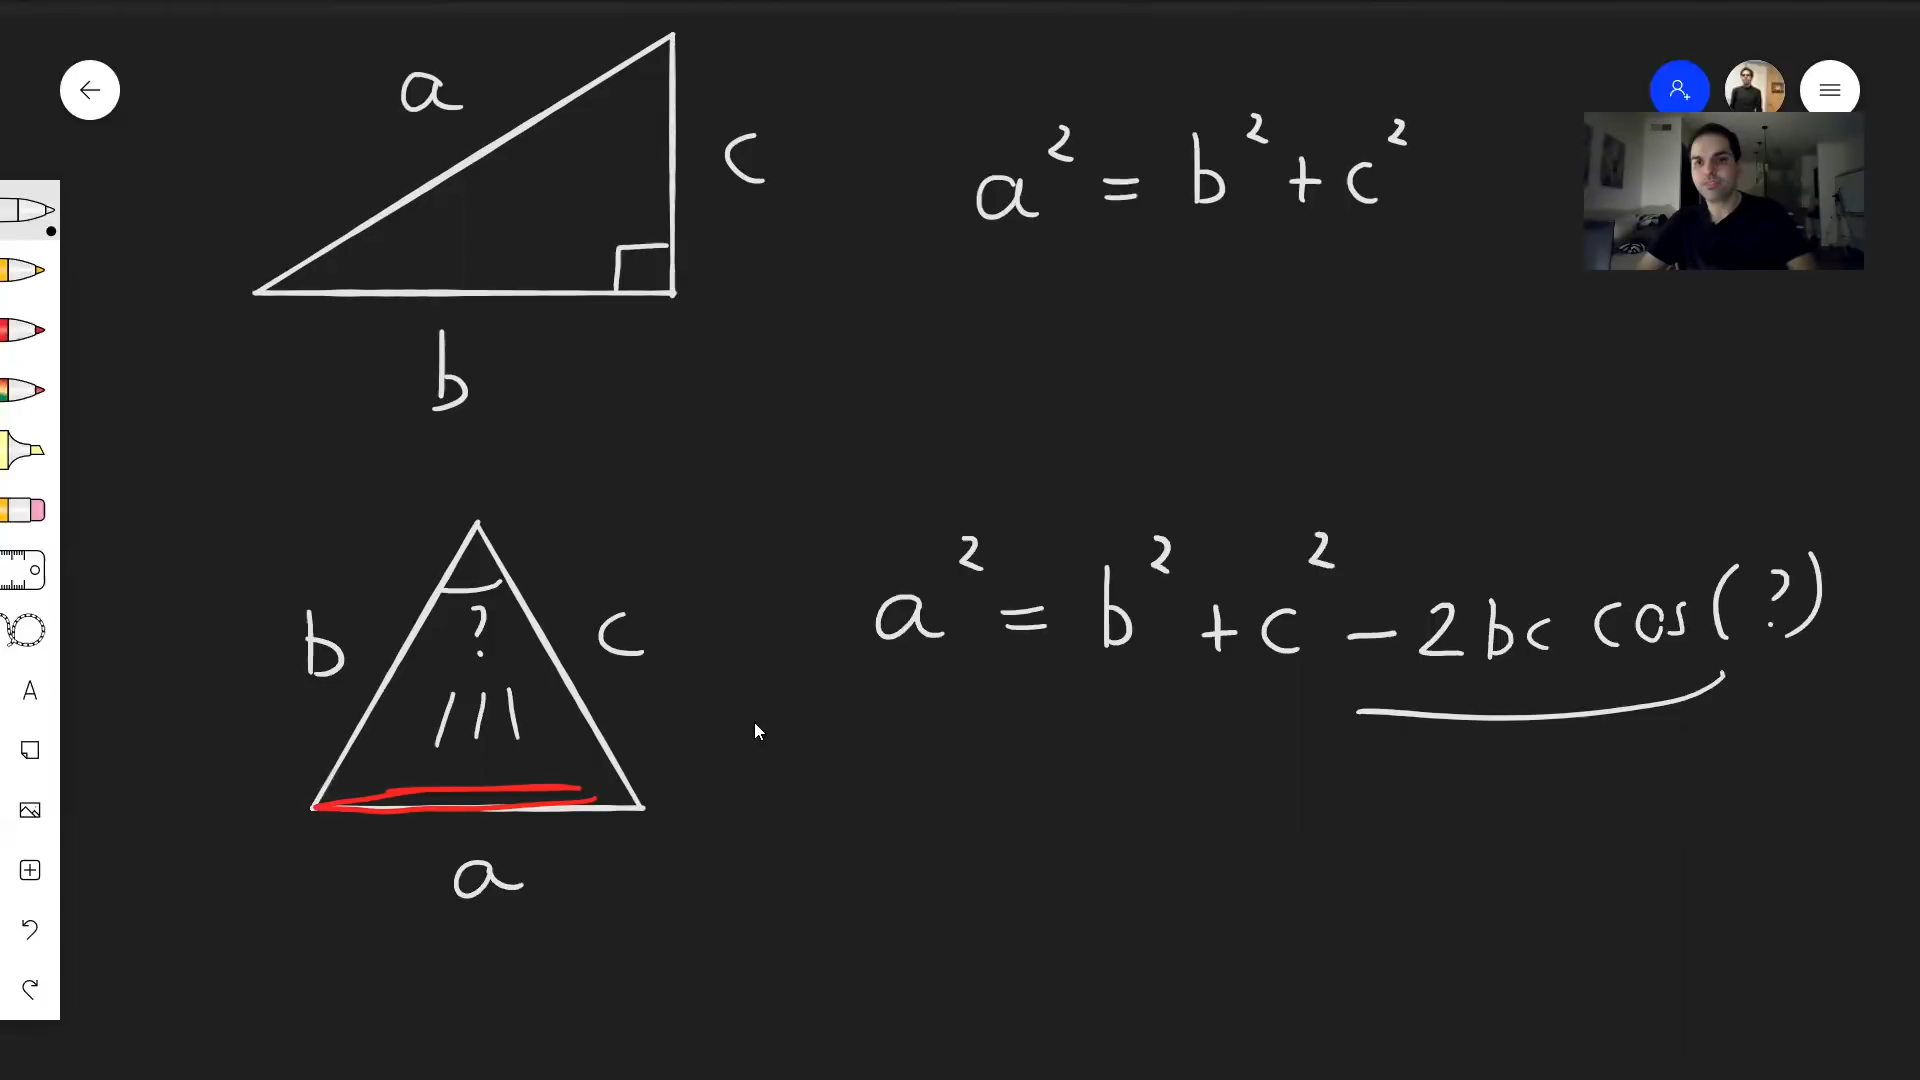 a
c
a² = b² + c²
b
b
?
c
a² = b² + c² - 2bc cos(?)
a
A